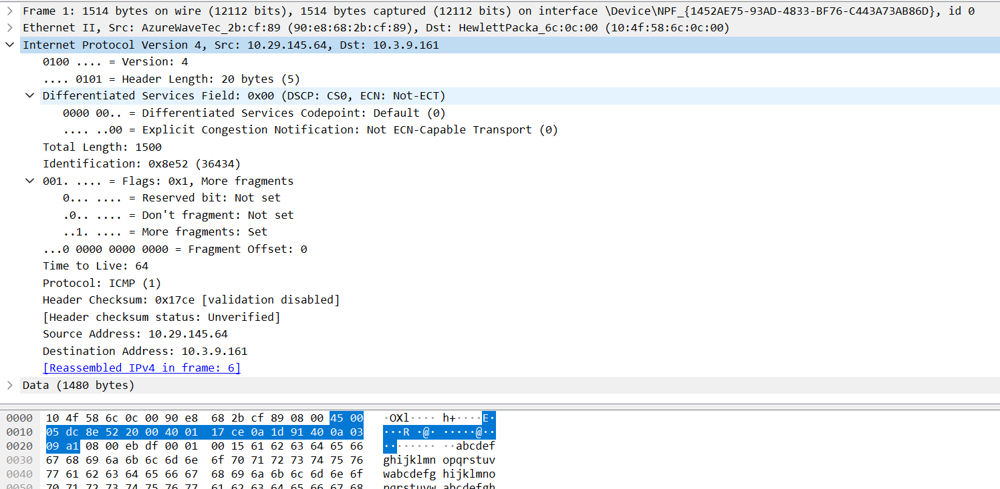 Frame 1: 1514 bytes on wire (12112 bits), 1514 bytes captured (12112 bits) on interface \Device\NPF_{1452AE75-93AD-4833-BF76-C443A73AB86D}, id 0
Ethernet II, Src: AzureWaveTec_2b:cf:89 (90:e8:68:2b:cf:89), Dst: HewlettPacka_6c:0c:00 (10:4f:58:6c:0c:00)
Internet Protocol Version 4, Src: 10.29.145.64, Dst: 10.3.9.161
0100 .... = Version: 4
.... 0101 = Header Length: 20 bytes (5)
Differentiated Services Field: 0x00 (DSCP: CS0, ECN: Not-ECT)
0000 00.. = Differentiated Services Codepoint: Default (0)
.... ..00 = Explicit Congestion Notification: Not ECN-Capable Transport (0)
Total Length: 1500
Identification: 0x8e52 (36434)
001. .... = Flags: 0x1, More fragments
0... .... = Reserved bit: Not set
.0.. .... = Don't fragment: Not set
..1. .... = More fragments: Set
...0 0000 0000 0000 = Fragment Offset: 0
Time to Live: 64
Protocol: ICMP (1)
Header Checksum: 0x17ce [validation disabled]
[Header checksum status: Unverified]
Source Address: 10.29.145.64
Destination Address: 10.3.9.161
[Reassembled IPv4 in frame: 6]
Data (1480 bytes)
0000 10 4f 58 6c 0c 00 90 e8 68 2b cf 89 08 00 45 00 ·OXl···· h+····E·
0010 05 dc 8e 52 20 00 40 01 17 ce 0a 1d 91 40 0a 03 ···R ·@· ·····@··
0020 09 a1 08 00 eb df 00 01 00 15 61 62 63 64 65 66 ········ ··abcdef
0030 67 68 69 6a 6b 6c 6d 6e 6f 70 71 72 73 74 75 76 ghijklmn opqrstuv
0040 77 61 62 63 64 65 66 67 68 69 6a 6b 6c 6d 6e 6f wabcdefg hijklmno
0050 70 71 72 73 74 75 76 77 61 62 63 64 65 66 67 68 pqrstuvw abcdefgh